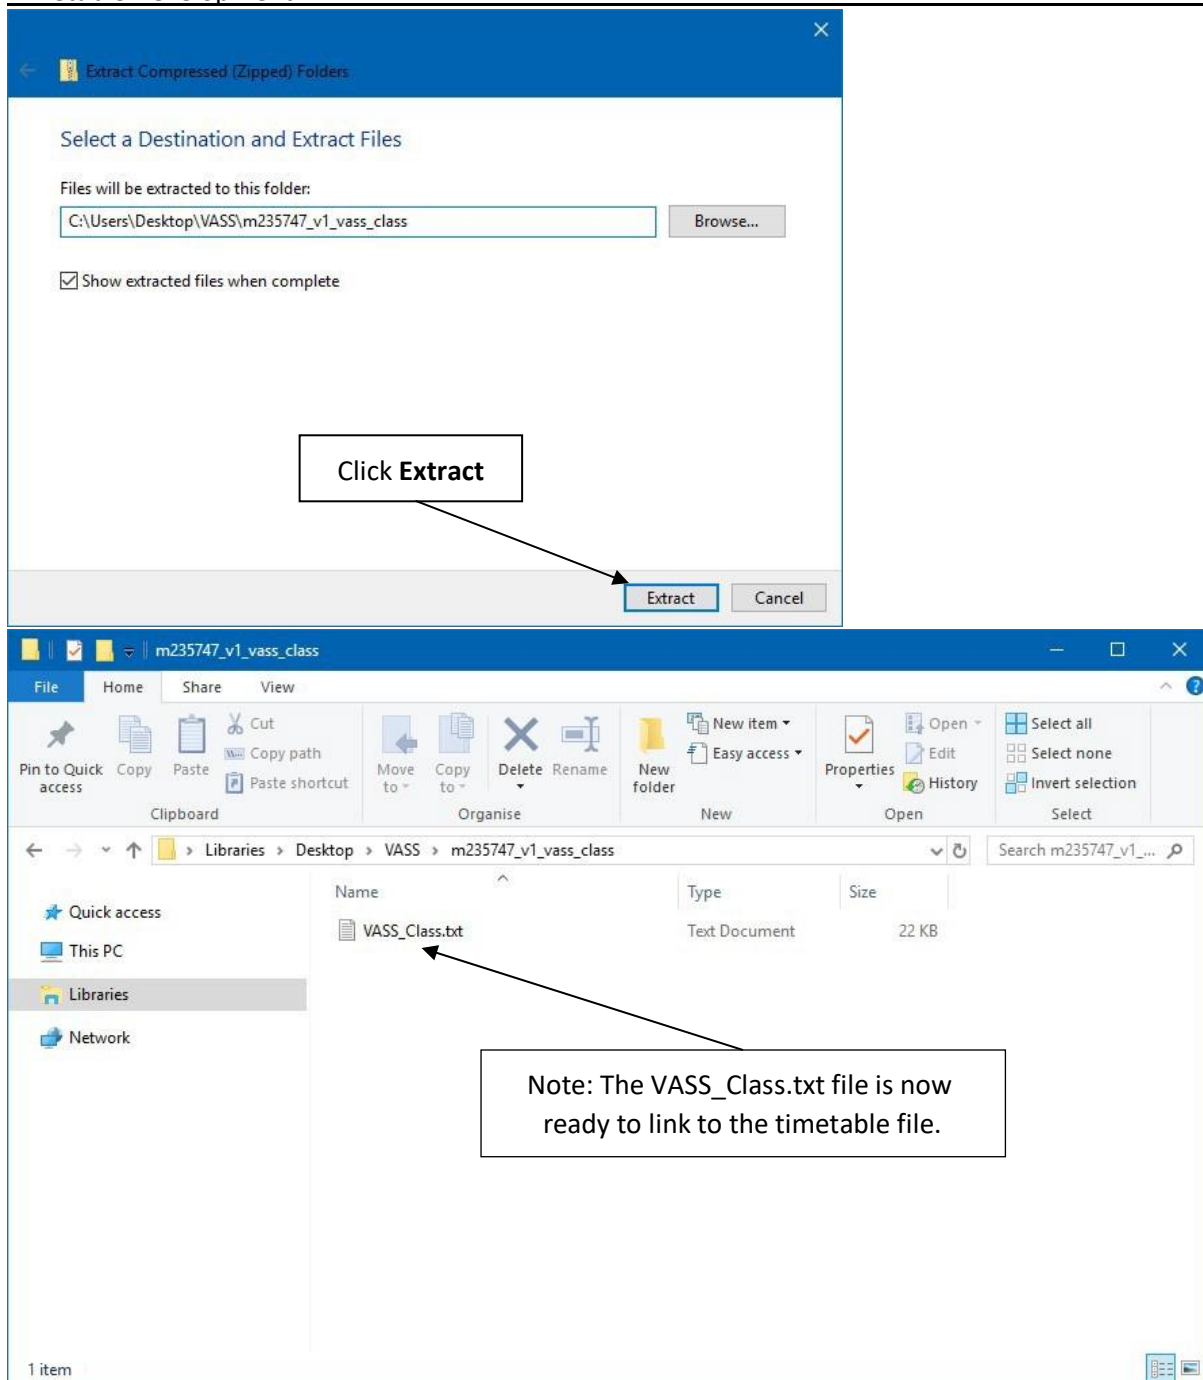 Extract Compressed (Zipped) Folders
Select a Destination and Extract Files
Files will be extracted to this folder:
C:\Users\Desktop\VASS\m235747_v1_vass_class
Browse...
Show extracted files when complete
Click Extract
Extract Cancel
m235747_v1_vass_class
File Home Share View
Pin to Quick access
Copy
Paste
Cut
Copy path
Paste shortcut
Clipboard
Move to
Copy to
Delete
Rename
Organise
New folder
New item
Easy access
New
Properties
Open
Edit
History
Open
Select all
Select none
Invert selection
Select
> Libraries > Desktop > VASS > m235747_v1_vass_class
Search m235747_v1_...
Name Type Size
Quick access
This PC
Libraries
Network
VASS_Class.txt Text Document 22 KB
Note: The VASS_Class.txt file is now
ready to link to the timetable file.
1 item